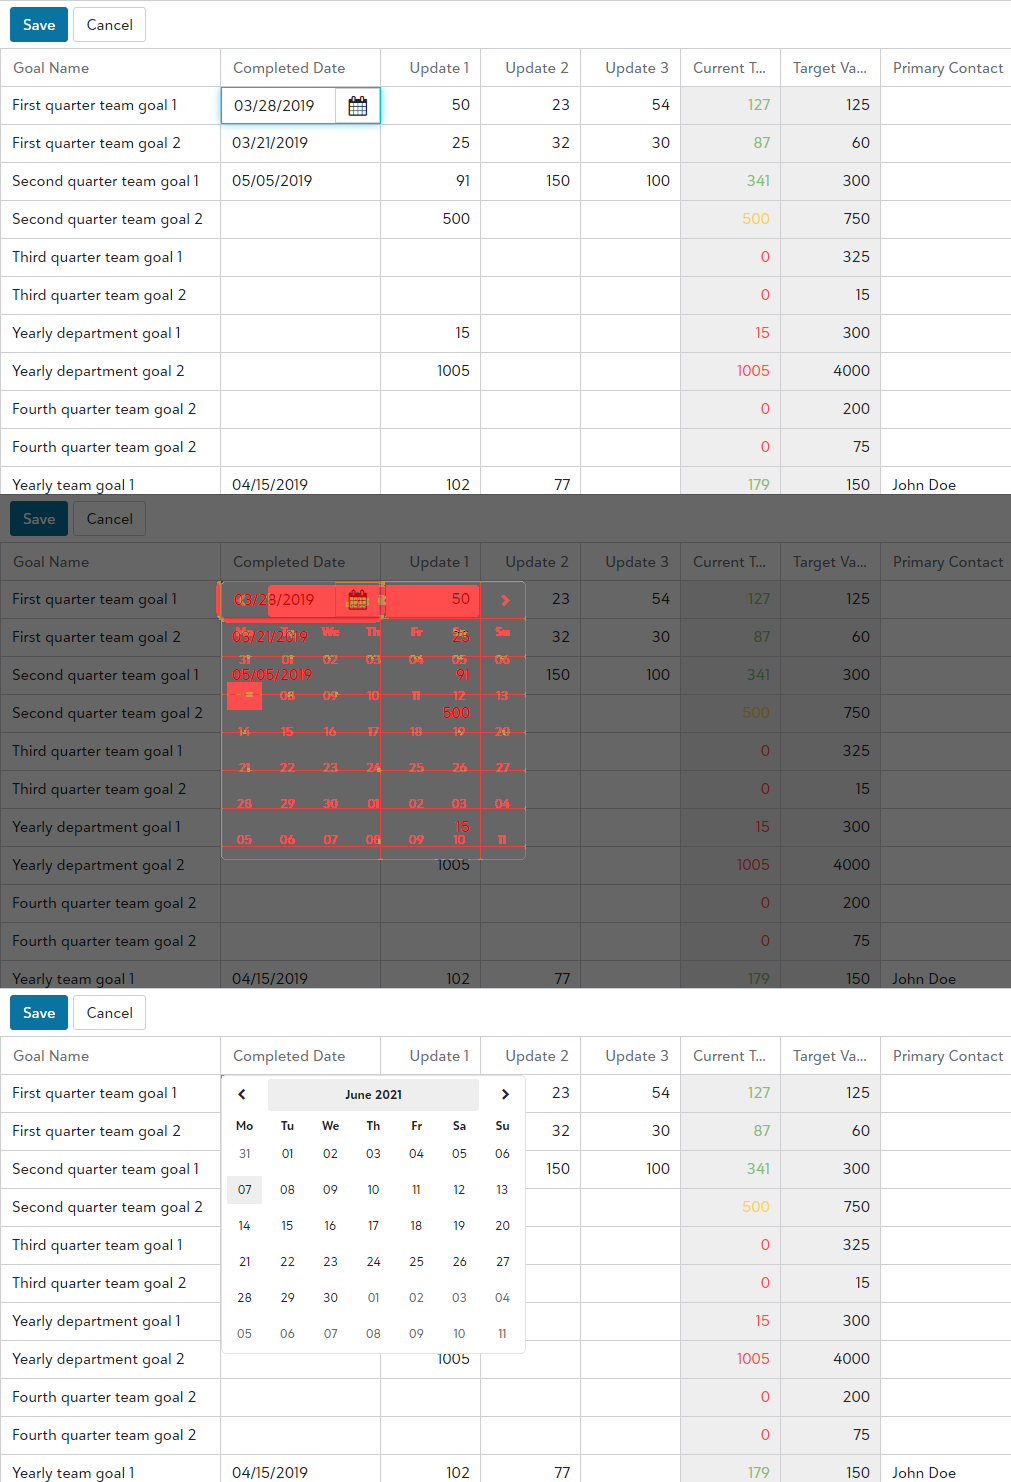 Save Cancel
Goal Name Completed Date Update 1 Update 2 Update 3 Current T... Target Va... Primary Contact
First quarter team goal 1 03/28/2019 50 23 54 127 125
First quarter team goal 2 03/21/2019 25 32 30 87 60
Second quarter team goal 1 05/05/2019 91 150 100 341 300
Second quarter team goal 2 500 500 750
Third quarter team goal 1 0 325
Third quarter team goal 2 0 15
Yearly department goal 1 15 15 300
Yearly department goal 2 1005 1005 4000
Fourth quarter team goal 2 0 200
Fourth quarter team goal 2 0 75
Yearly team goal 1 04/15/2019 102 77 179 150 John Doe
Save Cancel
Goal Name Completed Date Update 1 Update 2 Update 3 Current T... Target Va... Primary Contact
First quarter team goal 1 03/28/2019 50 23 54 127 125
Mo Tu We Th Fr Sa Su
First quarter team goal 2 03/21/2019 25 32 30 87 60
31 01 02 03 04 05 06
Second quarter team goal 1 05/05/2019 91 150 100 341 300
08 09 10 11 12 13
Second quarter team goal 2 500 500 750
14 15 16 17 18 19 20
Third quarter team goal 1 0 325
21 22 23 24 25 26 27
Third quarter team goal 2 0 15
28 29 30 01 02 03 04
Yearly department goal 1 15 15 300
05 06 07 08 09 10 11
Yearly department goal 2 1005 1005 4000
Fourth quarter team goal 2 0 200
Fourth quarter team goal 2 0 75
Yearly team goal 1 04/15/2019 102 77 179 150 John Doe
Save Cancel
Goal Name Completed Date Update 1 Update 2 Update 3 Current T... Target Va... Primary Contact
First quarter team goal 1 June 2021 23 54 127 125
Mo Tu We Th Fr Sa Su
First quarter team goal 2 32 30 87 60
31 01 02 03 04 05 06
Second quarter team goal 1 150 100 341 300
07 08 09 10 11 12 13
Second quarter team goal 2 500 750
14 15 16 17 18 19 20
Third quarter team goal 1 0 325
21 22 23 24 25 26 27
Third quarter team goal 2 0 15
28 29 30 01 02 03 04
Yearly department goal 1 15 300
05 06 07 08 09 10 11
Yearly department goal 2 1005 1005 4000
Fourth quarter team goal 2 0 200
Fourth quarter team goal 2 0 75
Yearly team goal 1 04/15/2019 102 77 179 150 John Doe